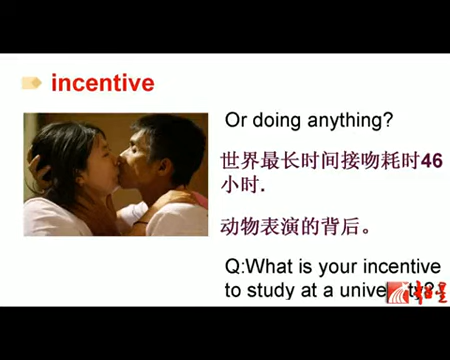 incentive
Or doing anything?
世界最长时间接吻耗时46
小时.
动物表演的背后。
Q:What is your incentive
to study at a university?